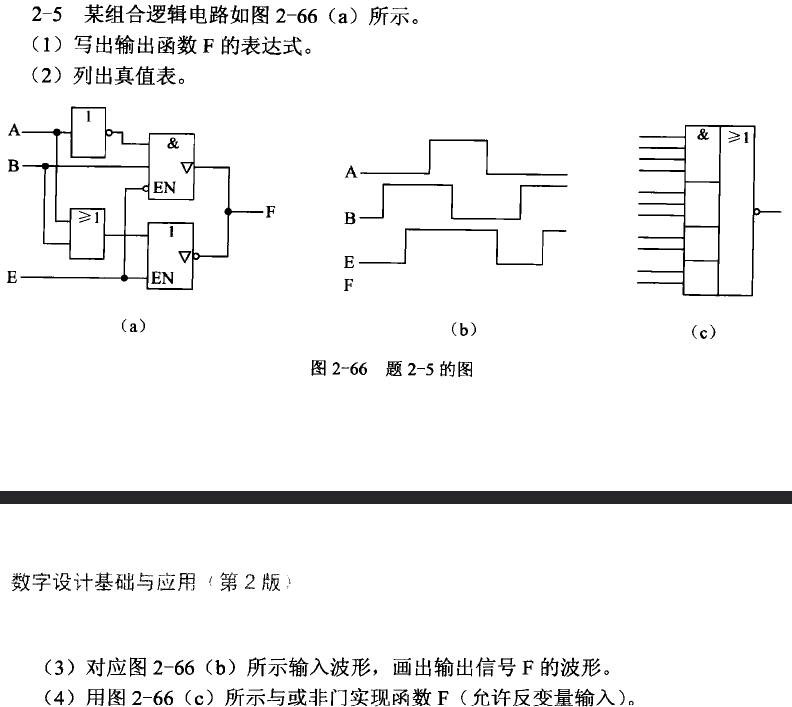 2-5 某组合逻辑电路如图 2-66（a）所示。
（1）写出输出函数 F 的表达式。
（2）列出真值表。
A
1
&
▽
B
EN
≥1
1
▽
F
E
EN
（a）
A
B
E
F
（b）
&
≥1
（c）
图 2-66 题 2-5 的图
数字设计基础与应用（第 2 版）
（3）对应图 2-66（b）所示输入波形，画出输出信号 F 的波形。
（4）用图 2-66（c）所示与或非门实现函数 F（允许反变量输入）。